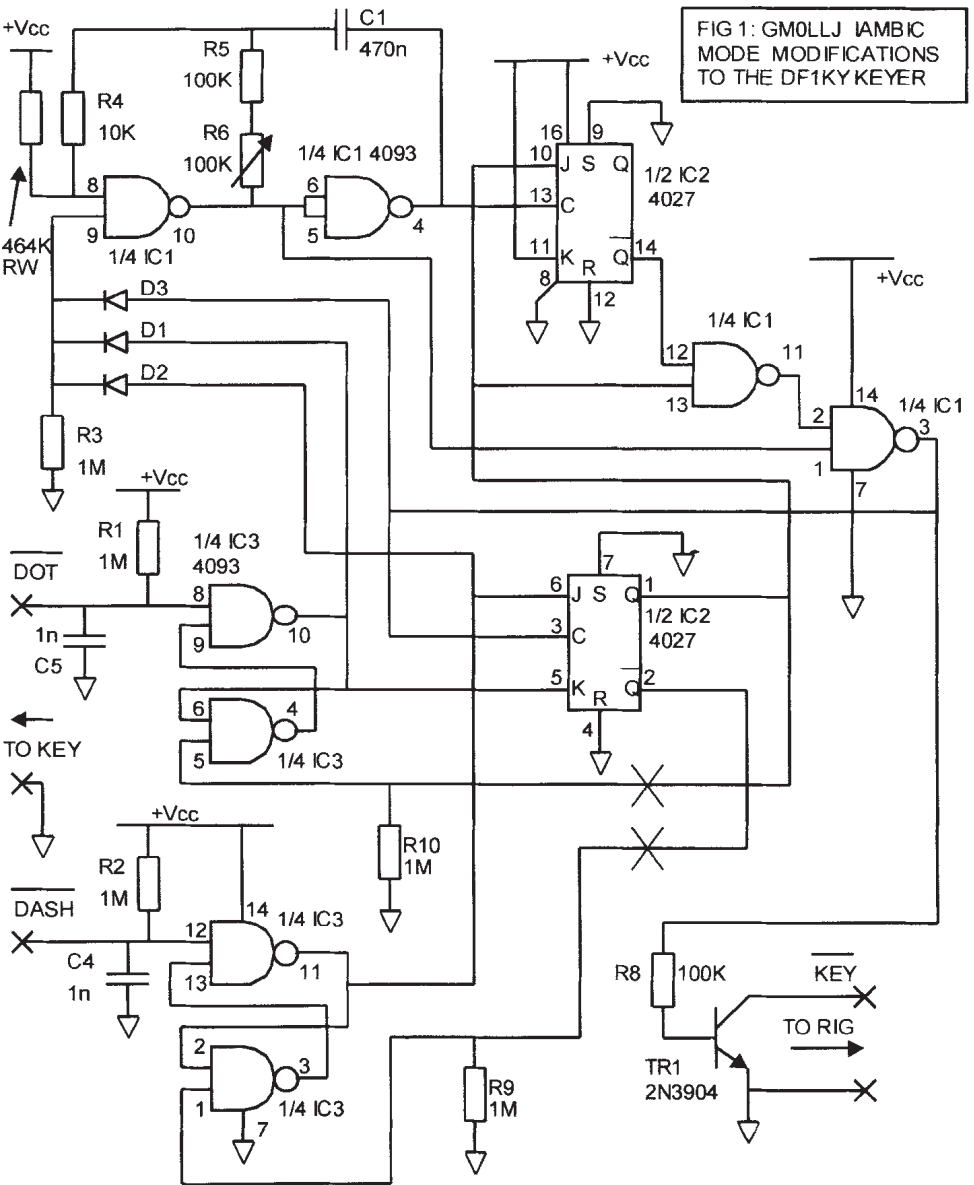 +Vcc
C1
470n
R5
100K
R4
10K
R6
100K
464K
RW
8
9
10
1/4 IC1
1/4 IC1 4093
6
5
4
+Vcc
16
9
10
J S Q
13
C
11
K R Q
14
8
12
1/2 IC2
4027
FIG 1: GM0LLJ IAMBIC
MODE MODIFICATIONS
TO THE DF1KY KEYER
D3
D1
D2
R3
1M
1/4 IC1
12
13
11
+Vcc
14
1/4 IC1
2
3
1
7
+Vcc
R1
1M
DOT
1n
C5
1/4 IC3
4093
8
9
10
6
5
4
1/4 IC3
7
6
J S Q
1
3
C
5
K R Q
2
4
1/2 IC2
4027
TO KEY
+Vcc
R2
1M
DASH
C4
1n
14
12
13
11
1/4 IC3
2
1
3
1/4 IC3
7
R10
1M
R9
1M
R8
100K
KEY
TO RIG
TR1
2N3904